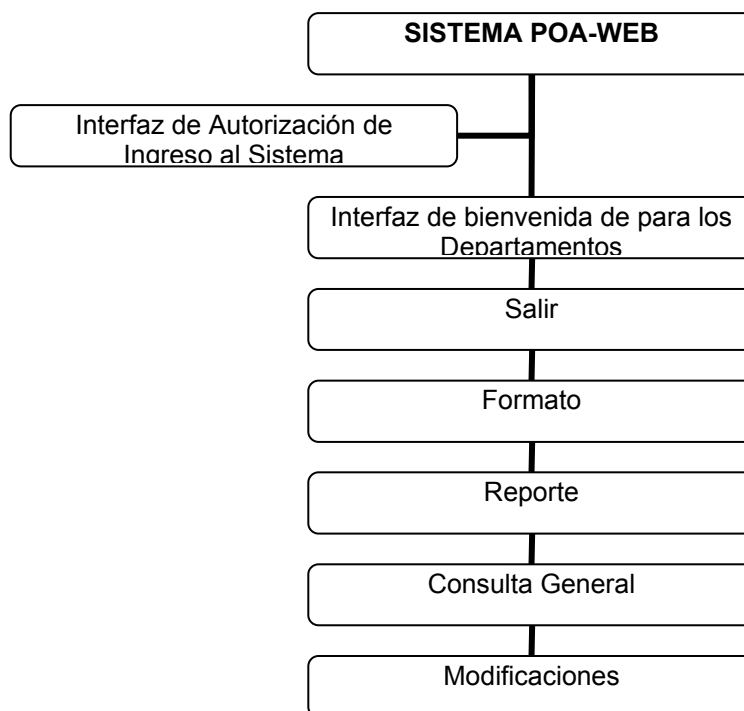 SISTEMA POA-WEB
Interfaz de Autorización de
Ingreso al Sistema
Interfaz de bienvenida de para los
Departamentos
Salir
Formato
Reporte
Consulta General
Modificaciones